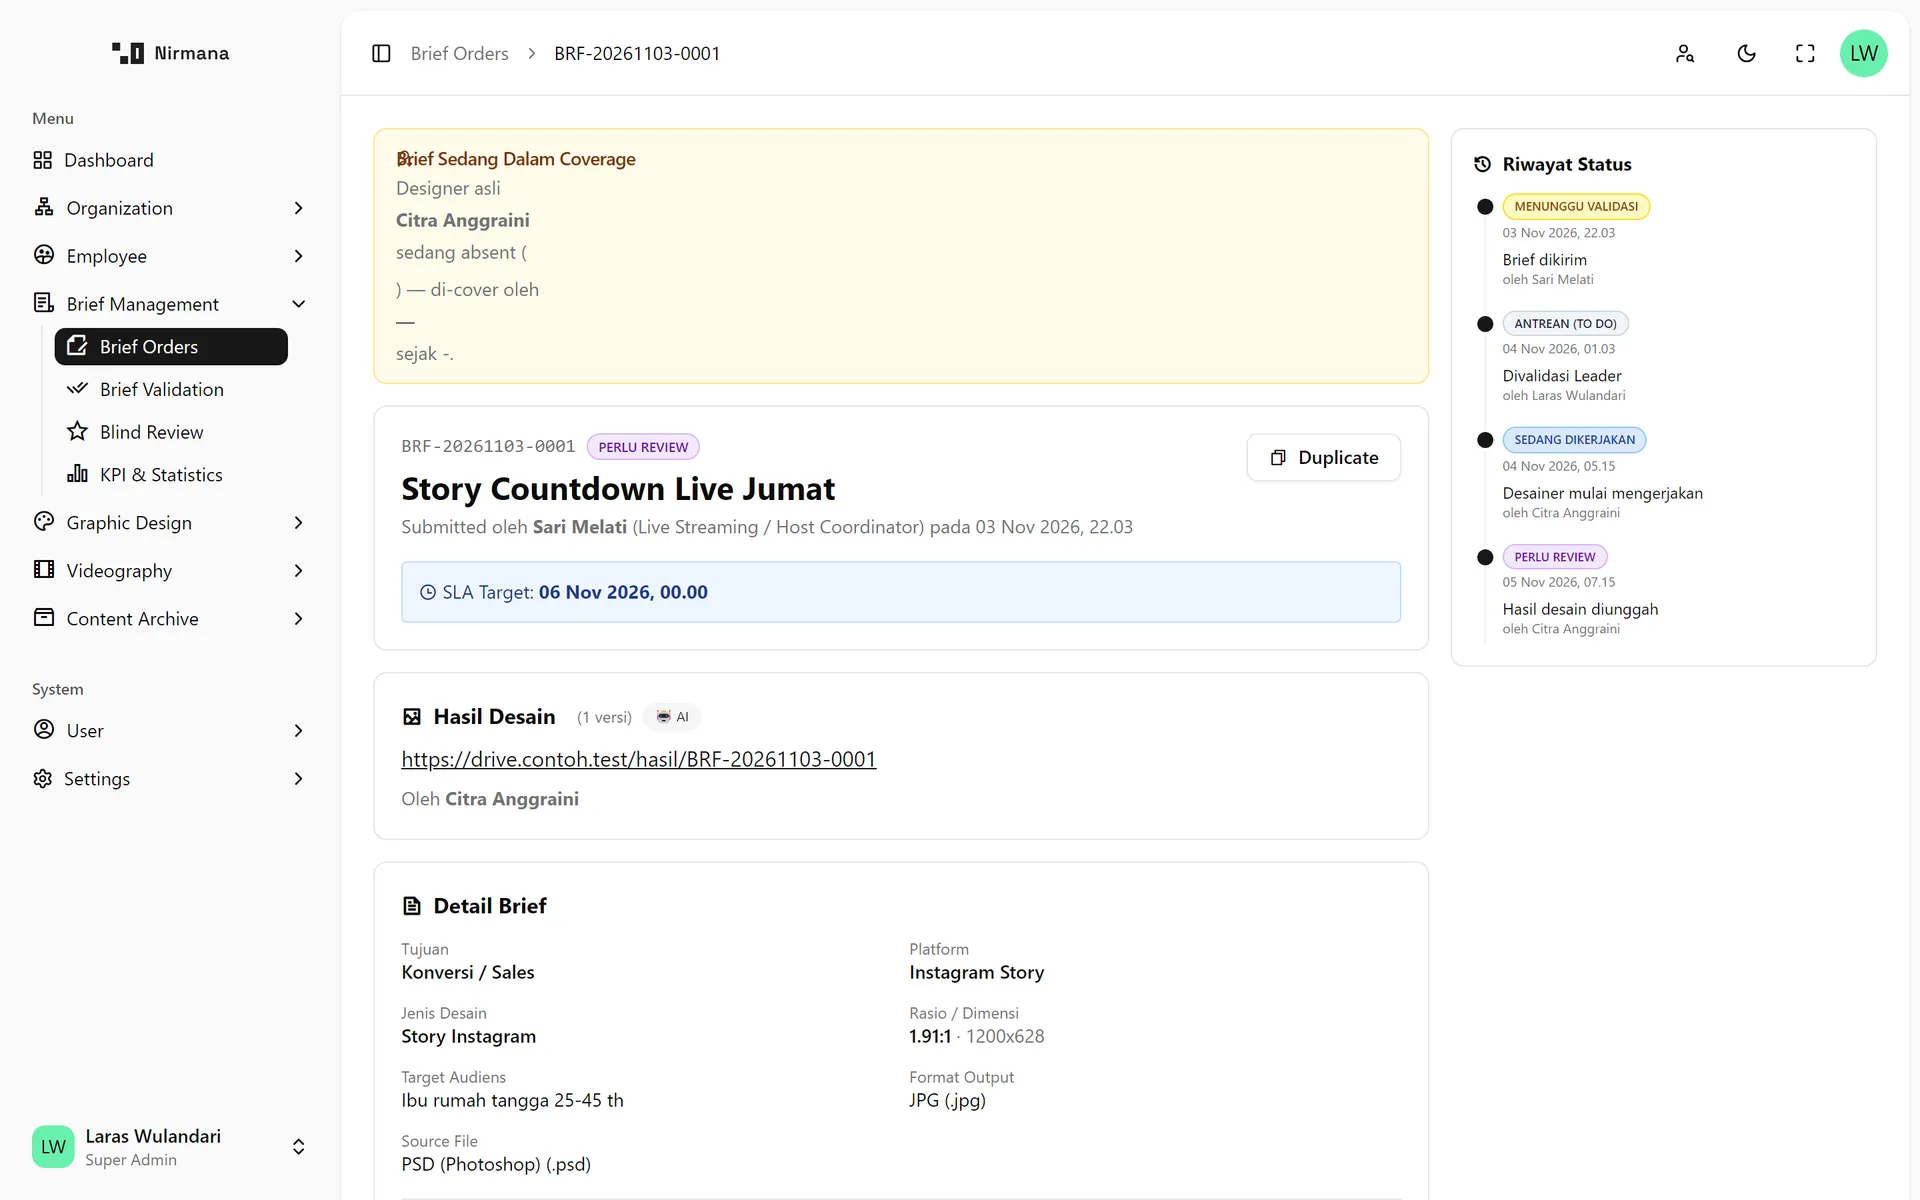 Nirmana
Menu
Dashboard
Organization
Employee
Brief Management
Brief Orders
Brief Validation
Blind Review
KPI & Statistics
Graphic Design
Videography
Content Archive
System
User
Settings
LW
Laras Wulandari
Super Admin
Brief Orders > BRF-20261103-0001
LW
Brief Sedang Dalam Coverage
Designer asli
Citra Anggraini
sedang absent (
) — di-cover oleh
—
sejak -.
BRF-20261103-0001 PERLU REVIEW
Duplicate
Story Countdown Live Jumat
Submitted oleh Sari Melati (Live Streaming / Host Coordinator) pada 03 Nov 2026, 22.03
SLA Target: 06 Nov 2026, 00.00
Hasil Desain (1 versi) AI
https://drive.contoh.test/hasil/BRF-20261103-0001
Oleh Citra Anggraini
Detail Brief
Tujuan
Konversi / Sales
Platform
Instagram Story
Jenis Desain
Story Instagram
Rasio / Dimensi
1.91:1 · 1200x628
Target Audiens
Ibu rumah tangga 25-45 th
Format Output
JPG (.jpg)
Source File
PSD (Photoshop) (.psd)
Riwayat Status
MENUNGGU VALIDASI
03 Nov 2026, 22.03
Brief dikirim
oleh Sari Melati
ANTREAN (TO DO)
04 Nov 2026, 01.03
Divalidasi Leader
oleh Laras Wulandari
SEDANG DIKERJAKAN
04 Nov 2026, 05.15
Desainer mulai mengerjakan
oleh Citra Anggraini
PERLU REVIEW
05 Nov 2026, 07.15
Hasil desain diunggah
oleh Citra Anggraini